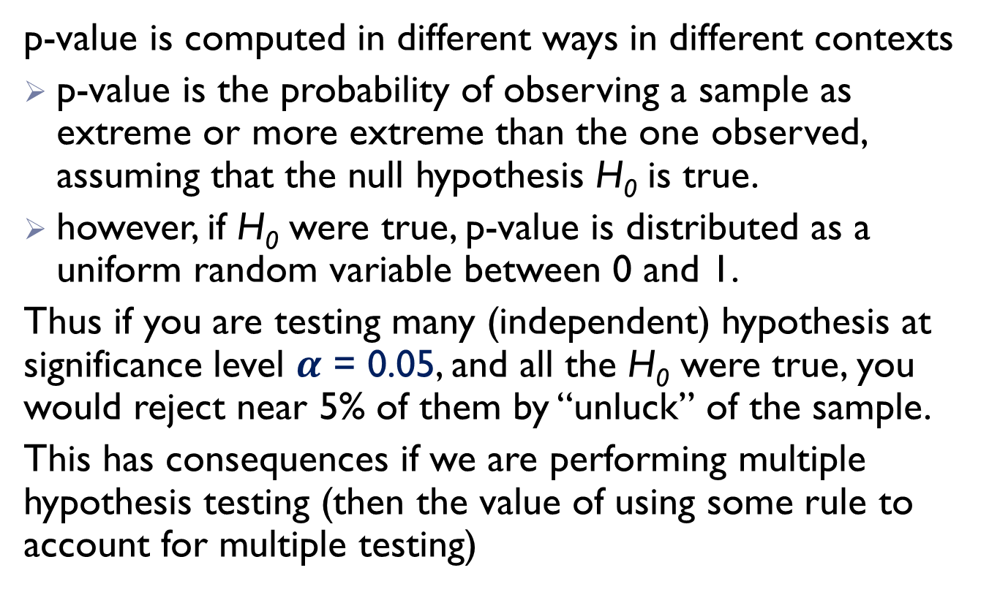 p-value is computed in different ways in different contexts
➢ p-value is the probability of observing a sample as
extreme or more extreme than the one observed,
assuming that the null hypothesis H0 is true.
➢ however, if H0 were true, p-value is distributed as a
uniform random variable between 0 and 1.
Thus if you are testing many (independent) hypothesis at
significance level α = 0.05, and all the H0 were true, you
would reject near 5% of them by “unluck” of the sample.
This has consequences if we are performing multiple
hypothesis testing (then the value of using some rule to
account for multiple testing)